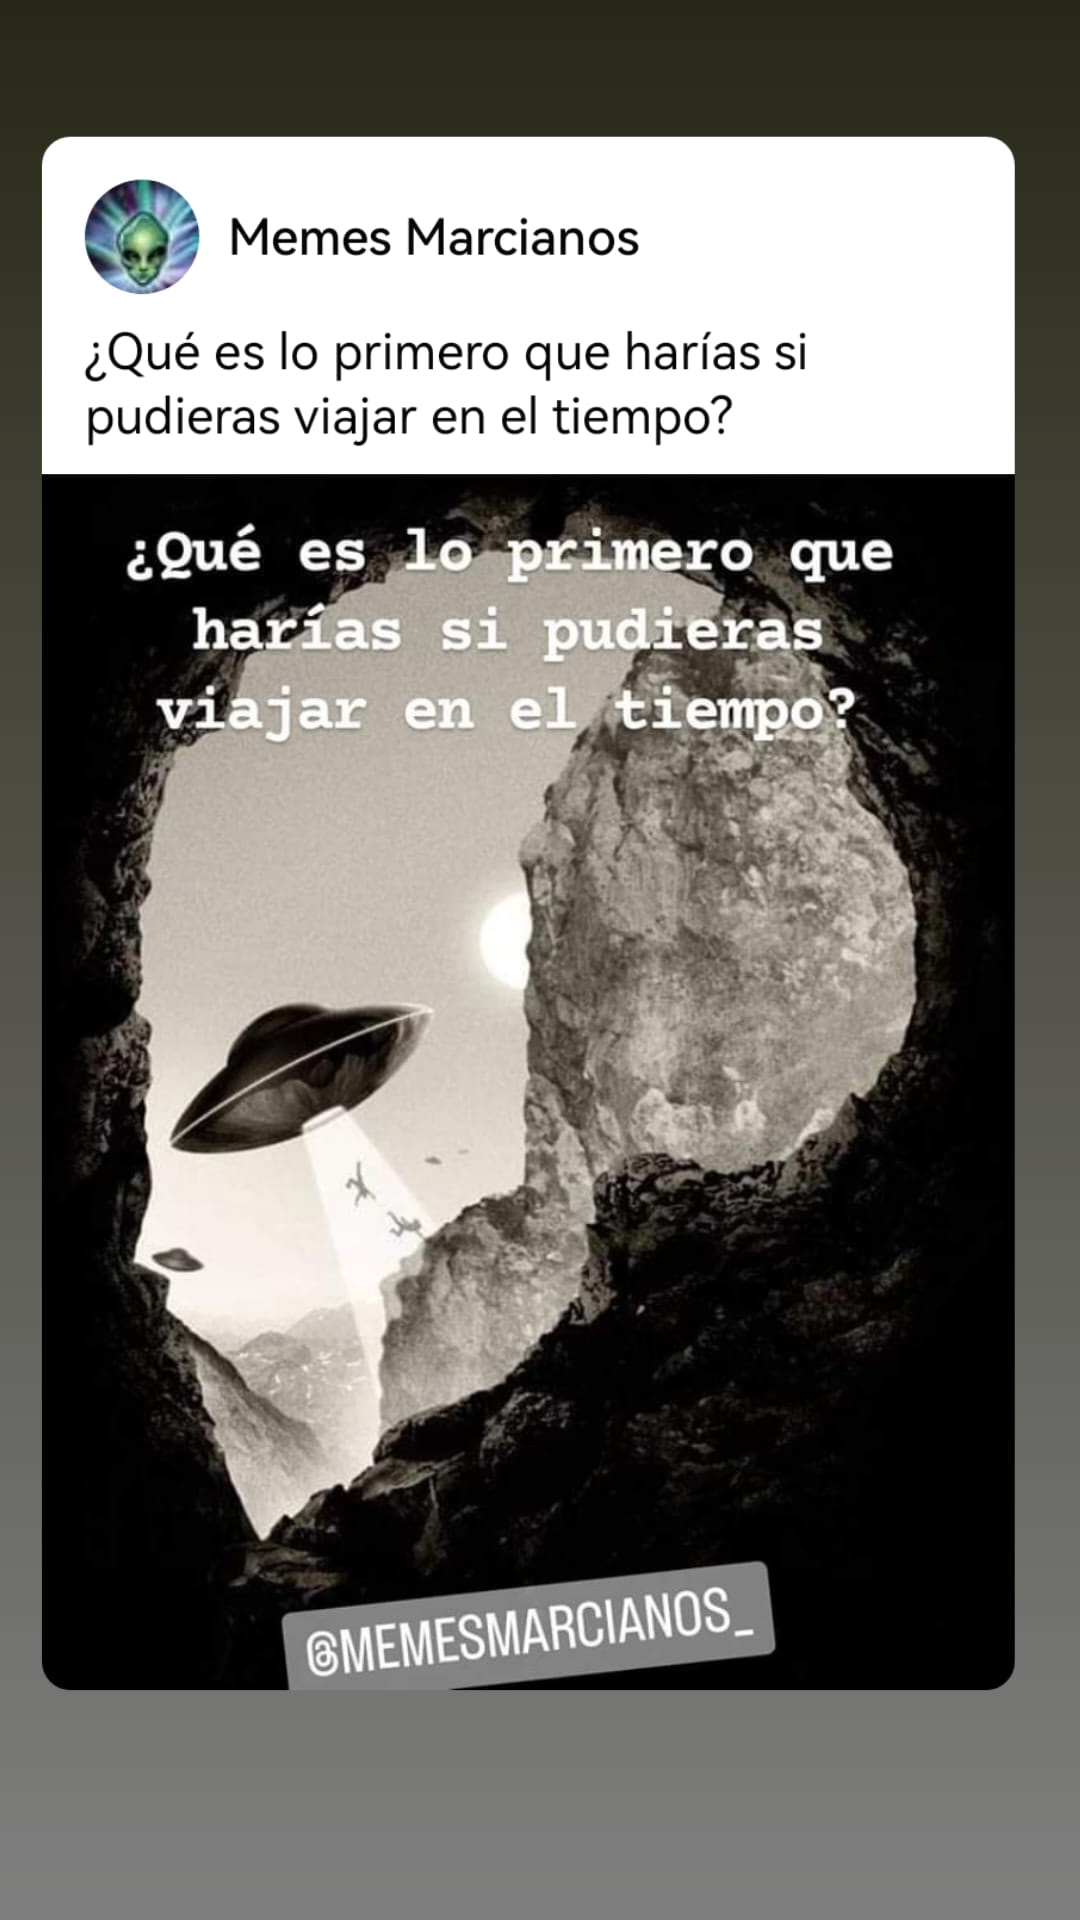 Memes Marcianos
¿Qué es lo primero que harías si
pudieras viajar en el tiempo?
¿Qué es lo primero que
harías si pudieras
viajar en el tiempo?
@MEMESMARCIANOS_